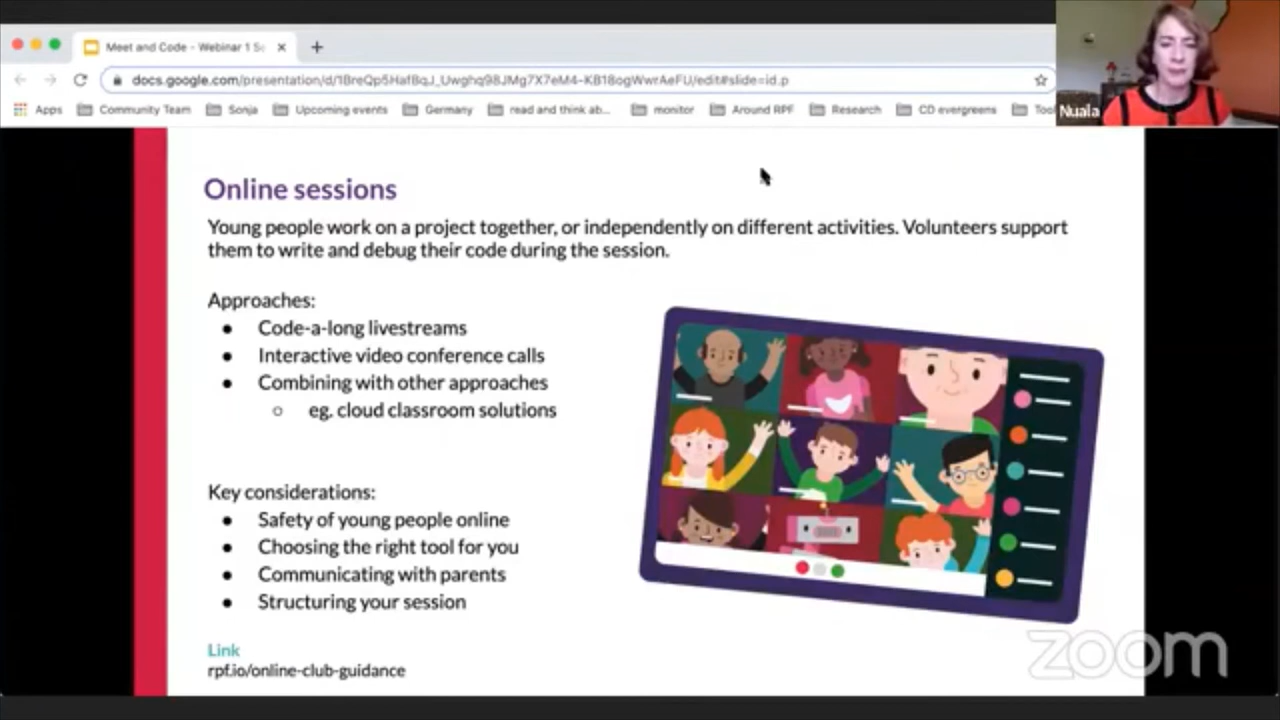 Meet and Code - Webinar 1 Sc
docs.google.com/presentation/d/1BreQp5HafBqJ_Uwghq98JMg7X7eM4-KB18ogWwrAeFU/edit#slide=id.p
Apps Community Team Sonja Upcoming events Germany read and think ab... monitor Around RPF Research CD evergreens
Nuala
Online sessions
Young people work on a project together, or independently on different activities. Volunteers support
them to write and debug their code during the session.
Approaches:
● Code-a-long livestreams
● Interactive video conference calls
● Combining with other approaches
○ eg. cloud classroom solutions
Key considerations:
● Safety of young people online
● Choosing the right tool for you
● Communicating with parents
● Structuring your session
Link
rpf.io/online-club-guidance
zoom